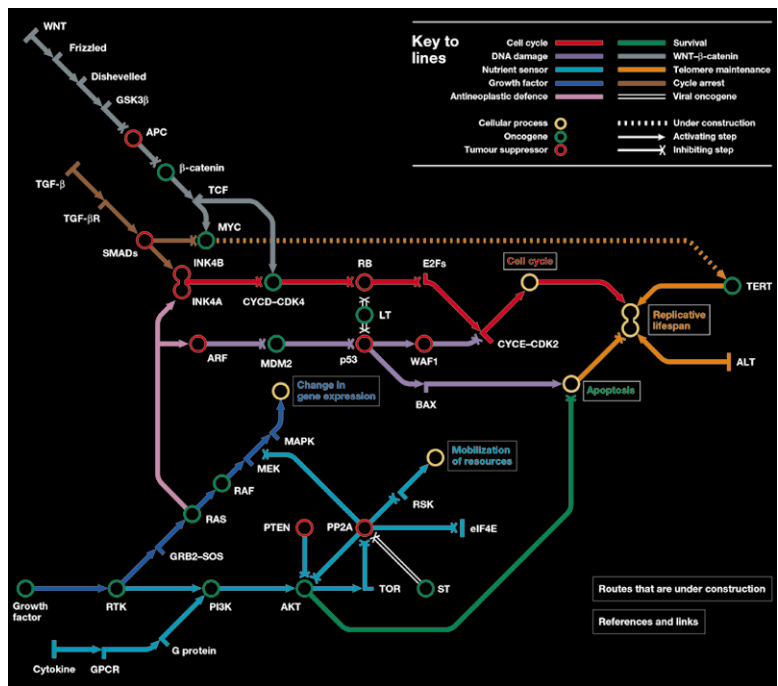 WNT
Frizzled
Dishevelled
GSK3β
APC
β-catenin
TCF
TGF-β
TGF-βR
SMADs
MYC
INK4B
INK4A
CYCD–CDK4
RB
E2Fs
LT
Cell cycle
CYCE–CDK2
TERT
Replicative
lifespan
ALT
ARF
MDM2
p53
WAF1
BAX
Apoptosis
Change in
gene expression
MAPK
MEK
RAF
RAS
GRB2–SOS
Mobilization
of resources
RSK
PTEN
PP2A
eIF4E
Growth
factor
RTK
PI3K
AKT
TOR
ST
Cytokine
GPCR
G protein
Key to
lines
Cell cycle
Survival
DNA damage
WNT–β-catenin
Nutrient sensor
Telomere maintenance
Growth factor
Cycle arrest
Antineoplastic defence
Viral oncogene
Cellular process
Under construction
Oncogene
Activating step
Tumour suppressor
Inhibiting step
Routes that are under construction
References and links